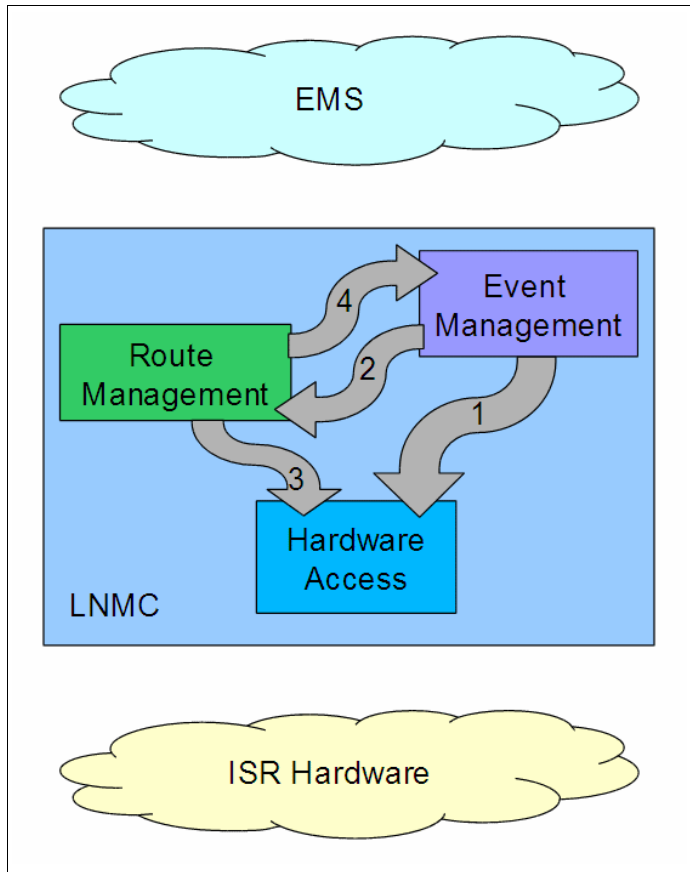 EMS
Event
Management
4
Route
Management
2
1
3
Hardware
Access
LNMC
ISR Hardware